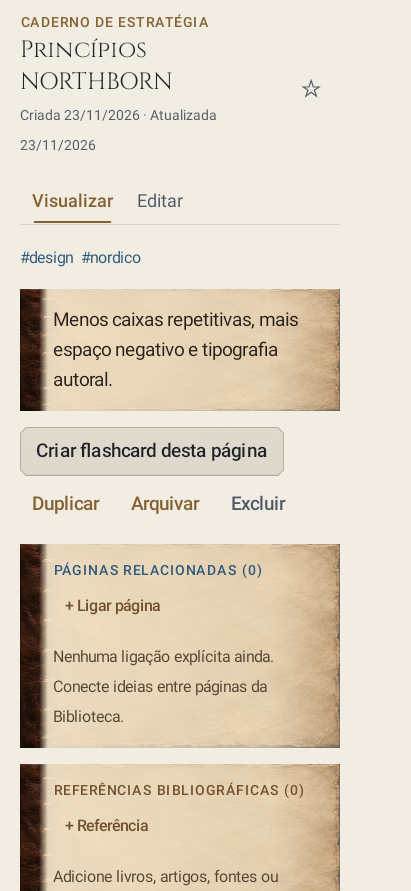 CADERNO DE ESTRATÉGIA
Princípios
NORTHBORN
Criada 23/11/2026 · Atualizada
23/11/2026
Visualizar Editar
#design #nordico
Menos caixas repetitivas, mais
espaço negativo e tipografia
autoral.
Criar flashcard desta página
Duplicar Arquivar Excluir
PÁGINAS RELACIONADAS (0)
+ Ligar página
Nenhuma ligação explícita ainda.
Conecte ideias entre páginas da
Biblioteca.
REFERÊNCIAS BIBLIOGRÁFICAS (0)
+ Referência
Adicione livros, artigos, fontes ou